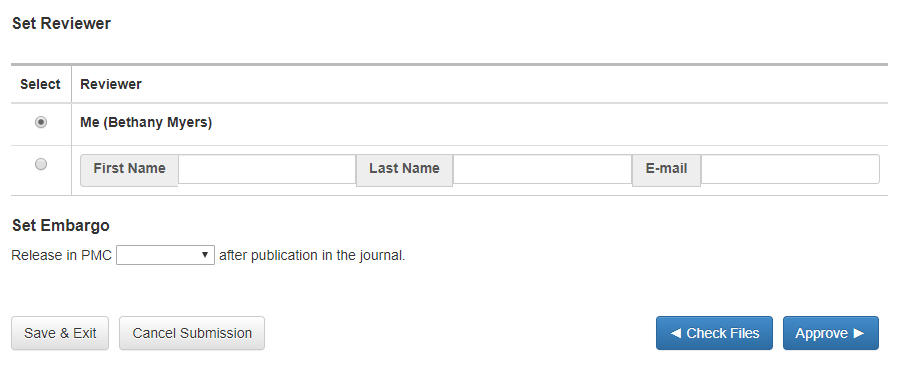 Set Reviewer
Select Reviewer
Me (Bethany Myers)
First Name Last Name E-mail
Set Embargo
Release in PMC after publication in the journal.
Save & Exit Cancel Submission ◄ Check Files Approve ►